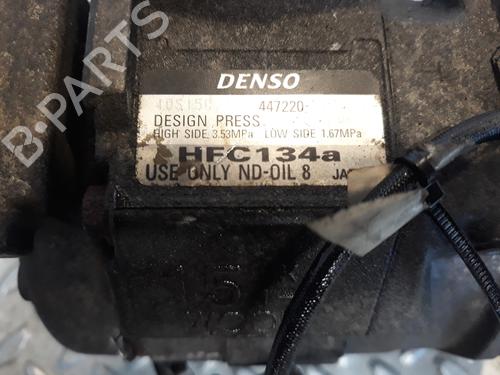 B-PARTS
DENSO
10S15C 447220-
DESIGN PRESS
HIGH SIDE 3.53MPa LOW SIDE 1.67MPa
HFC134a
USE ONLY ND-OIL 8
15